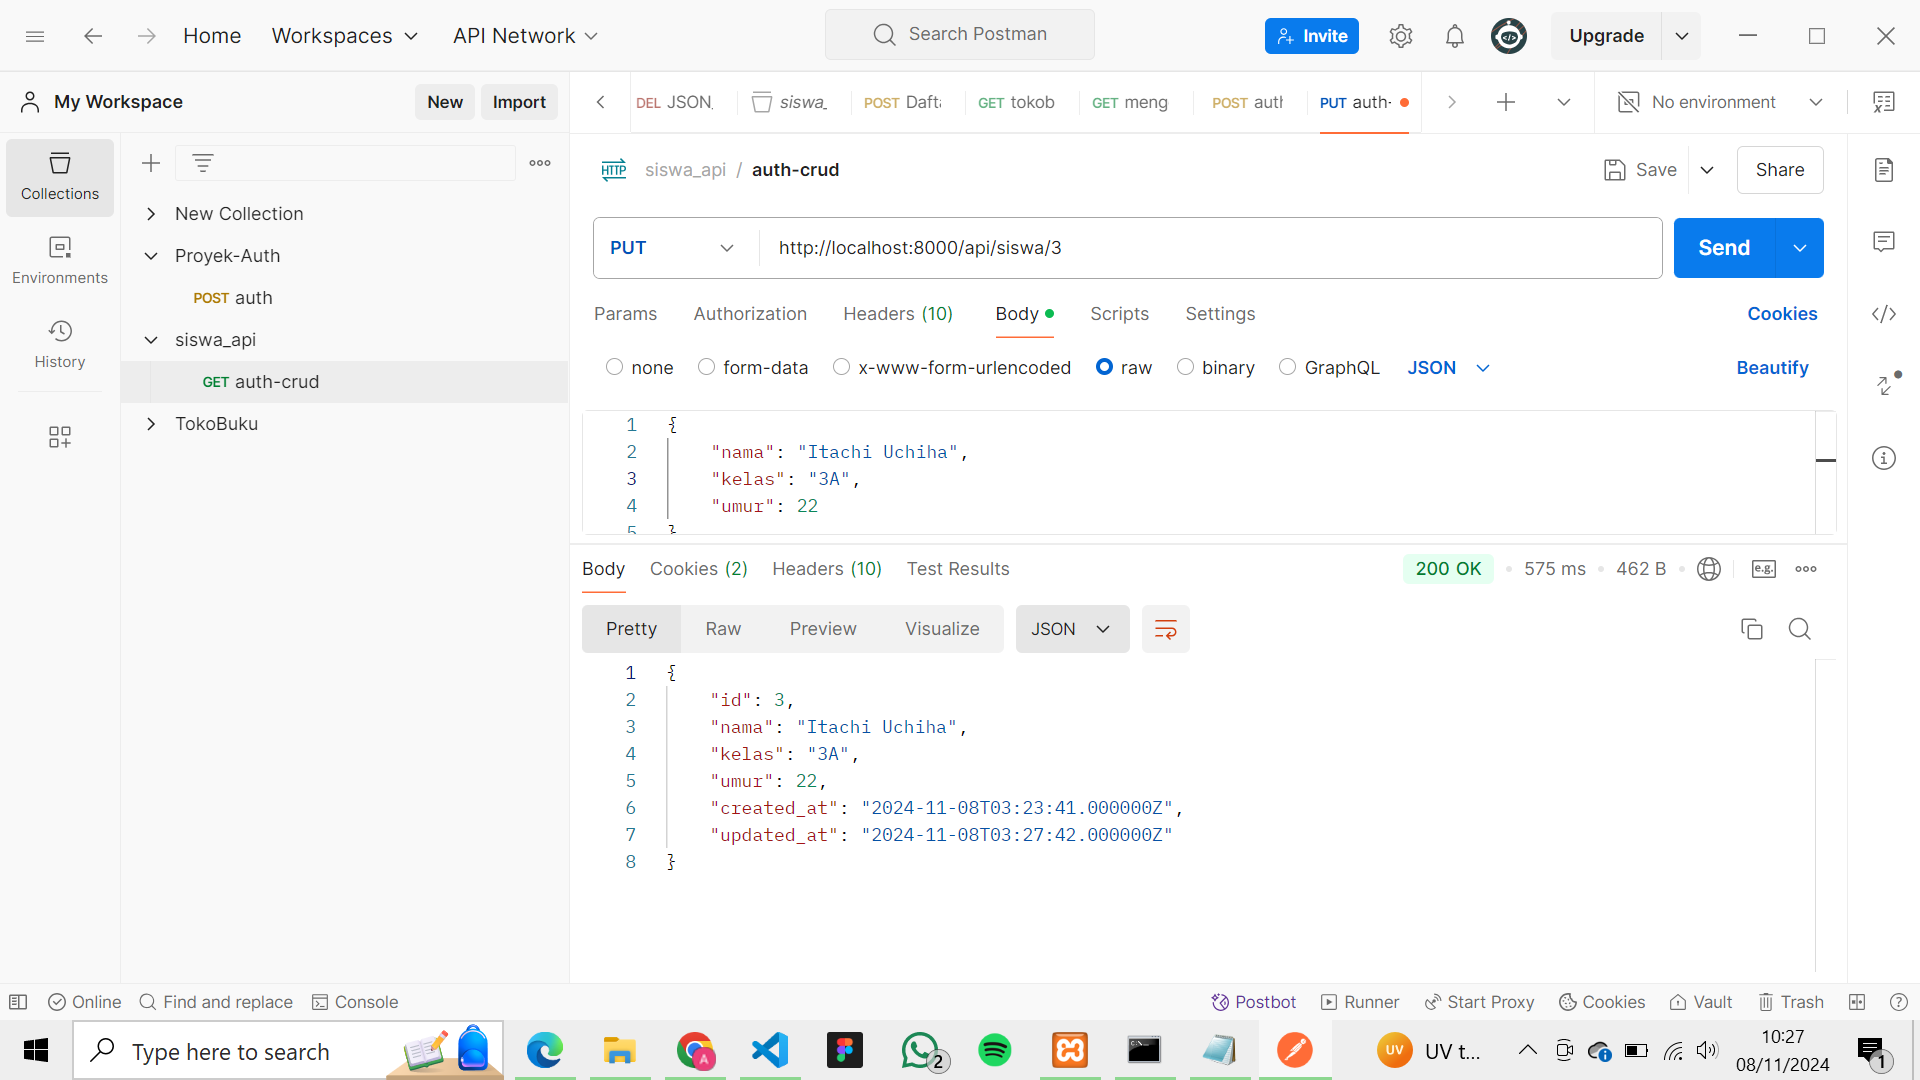 Home
Workspaces
API Network
Search Postman
Invite
Upgrade
My Workspace
New
Import
DEL JSON
siswa_
POST Dafta
GET tokob
GET meng
POST auth
PUT auth-
No environment
Collections
Environments
History
New Collection
Proyek-Auth
POST auth
siswa_api
GET auth-crud
TokoBuku
HTTP
siswa_api / auth-crud
Save
Share
PUT
http://localhost:8000/api/siswa/3
Send
Params
Authorization
Headers (10)
Body
Scripts
Settings
Cookies
none
form-data
x-www-form-urlencoded
raw
binary
GraphQL
JSON
Beautify
1 {
2 "nama": "Itachi Uchiha",
3 "kelas": "3A",
4 "umur": 22
5 }
Body
Cookies (2)
Headers (10)
Test Results
200 OK
575 ms
462 B
e.g.
Pretty
Raw
Preview
Visualize
JSON
1 {
2 "id": 3,
3 "nama": "Itachi Uchiha",
4 "kelas": "3A",
5 "umur": 22,
6 "created_at": "2024-11-08T03:23:41.000000Z",
7 "updated_at": "2024-11-08T03:27:42.000000Z"
8 }
Online
Find and replace
Console
Postbot
Runner
Start Proxy
Cookies
Vault
Trash
Type here to search
A
2
UV
UV t...
10:27
08/11/2024
1